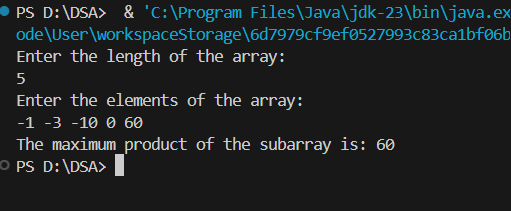 PS D:\DSA>  & 'C:\Program Files\Java\jdk-23\bin\java.ex
ode\User\workspaceStorage\6d7979cf9ef0527993c83ca1bf06b
Enter the length of the array:
5
Enter the elements of the array:
-1 -3 -10 0 60
The maximum product of the subarray is: 60
PS D:\DSA>